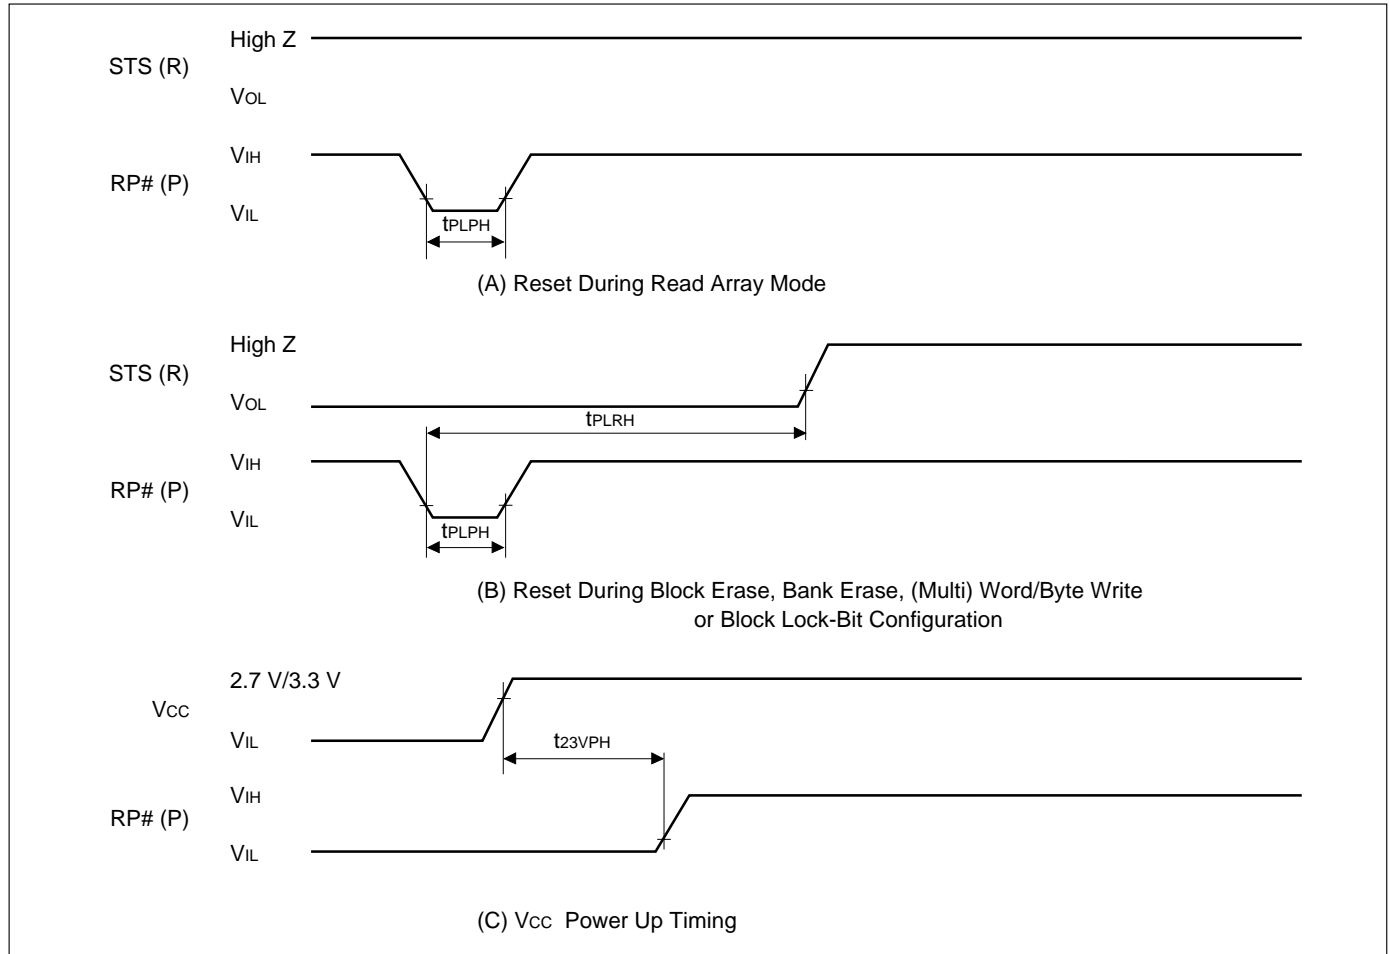 High Z
STS (R)
VOL
VIH
RP# (P)
VIL
tPLPH
(A) Reset During Read Array Mode
High Z
STS (R)
VOL
tPLRH
VIH
RP# (P)
VIL
tPLPH
(B) Reset During Block Erase, Bank Erase, (Multi) Word/Byte Write
or Block Lock-Bit Configuration
2.7 V/3.3 V
VCC
VIL
t23VPH
VIH
RP# (P)
VIL
(C) VCC Power Up Timing